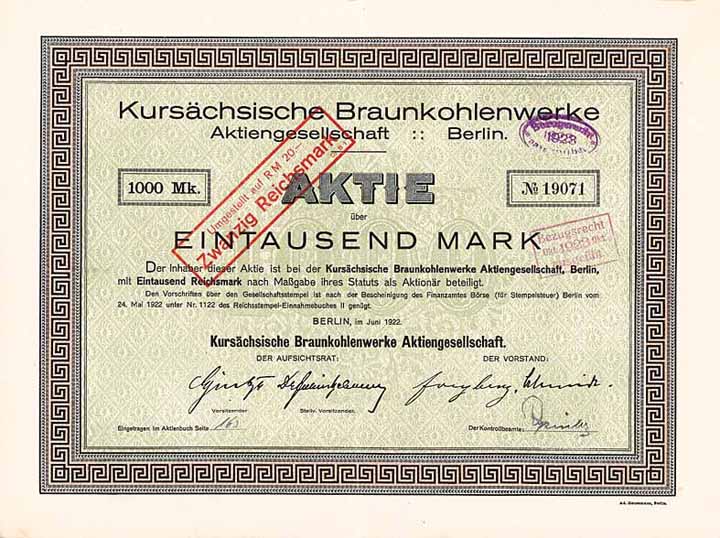 Kursächsische Braunkohlenwerke
Aktiengesellschaft :: Berlin.
Bezugsrecht
1923
Umgestellt auf RM 20.—
Zwanzig Reichsmark
1000 Mk.
AKTIE
№ 19071
über
EINTAUSEND MARK
Bezugsrecht
1923
Der Inhaber dieser Aktie ist bei der Kursächsische Braunkohlenwerke Aktiengesellschaft, Berlin,
mit Eintausend Reichsmark nach Maßgabe ihres Statuts als Aktionär beteiligt.
Den Vorschriften über den Gesellschaftsstempel ist nach der Bescheinigung des Finanzamtes Börse (für Stempelsteuer) Berlin vom
24. Mai 1922 unter Nr. 1122 des Reichsstempel-Einnahmebuches II genügt.
BERLIN, im Juni 1922.
Kursächsische Braunkohlenwerke Aktiengesellschaft.
DER AUFSICHTSRAT: DER VORSTAND:
Vorsitzender. Stellv. Vorsitzender.
Eingetragen im Aktienbuch Seite 163
Der Kontrollbeamte: